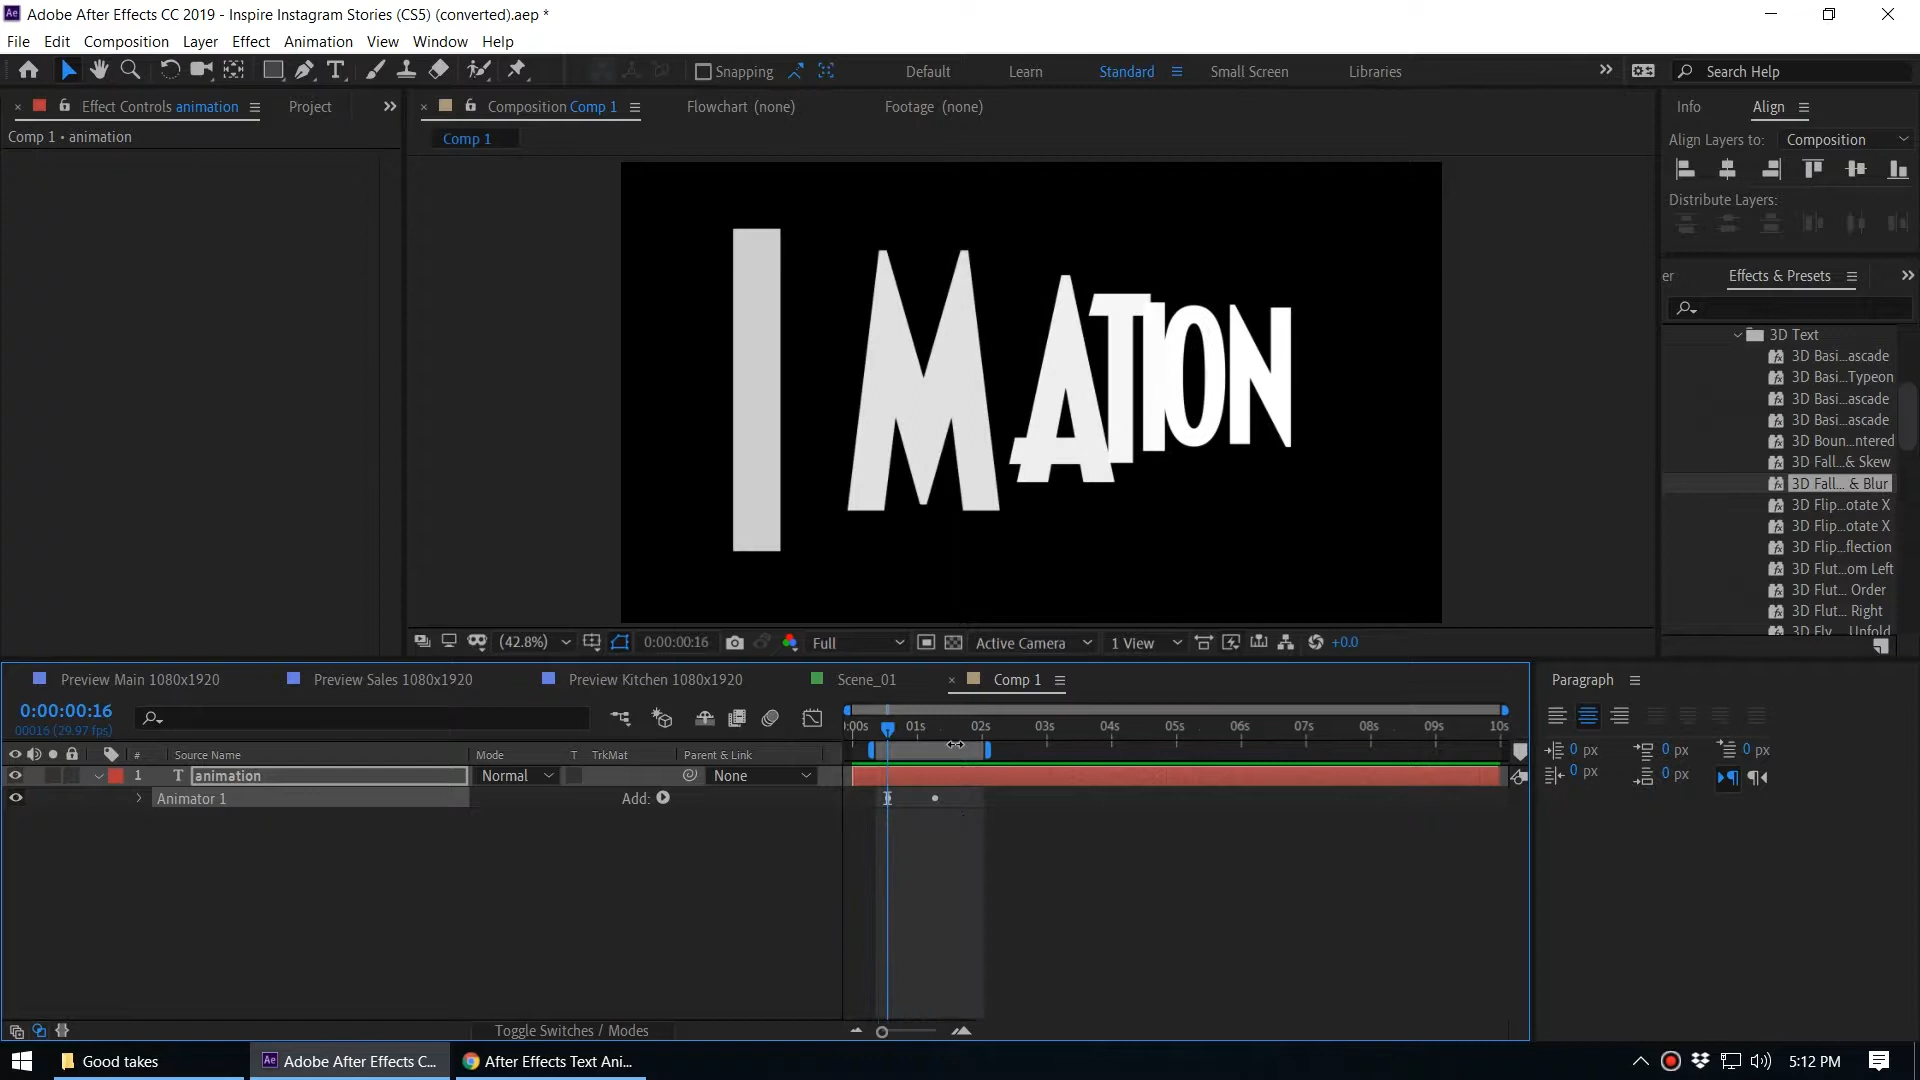 Adobe After Effects CC 2019 - Inspire Instagram Stories (CS5) (converted).aep *
File Edit Composition Layer Effect Animation View Window Help
Snapping Default Learn Standard Small Screen Libraries Search Help
Effect Controls animation Project
Composition Comp 1 Flowchart (none) Footage (none)
Info Align
Comp 1 • animation
Comp 1
Align Layers to: Composition
Distribute Layers:
er Effects & Presets
3D Text
3D Basi...ascade
3D Basi...Typeon
3D Basi...ascade
3D Basi...ascade
3D Boun...ntered
3D Fall...& Skew
3D Fall... & Blur
3D Flip...otate X
3D Flip...otate X
3D Flip...flection
3D Flut...om Left
3D Flut... Order
3D Flut... Right
3D Fly... Unfold
I MATION
(42.8%) 0:00:00:16 Full Active Camera 1 View +0.0
Preview Main 1080x1920 Preview Sales 1080x1920 Preview Kitchen 1080x1920 Scene_01 Comp 1
Paragraph
0:00:00:16
00016 (29.97 fps)
:00s 01s 02s 03s 04s 05s 06s 07s 08s 09s 10s
# Source Name Mode T TrkMat Parent & Link
1 T animation Normal None
Animator 1 Add:
0 px 0 px 0 px
0 px 0 px
Toggle Switches / Modes
Good takes
Ae Adobe After Effects C...
After Effects Text Ani...
5:12 PM